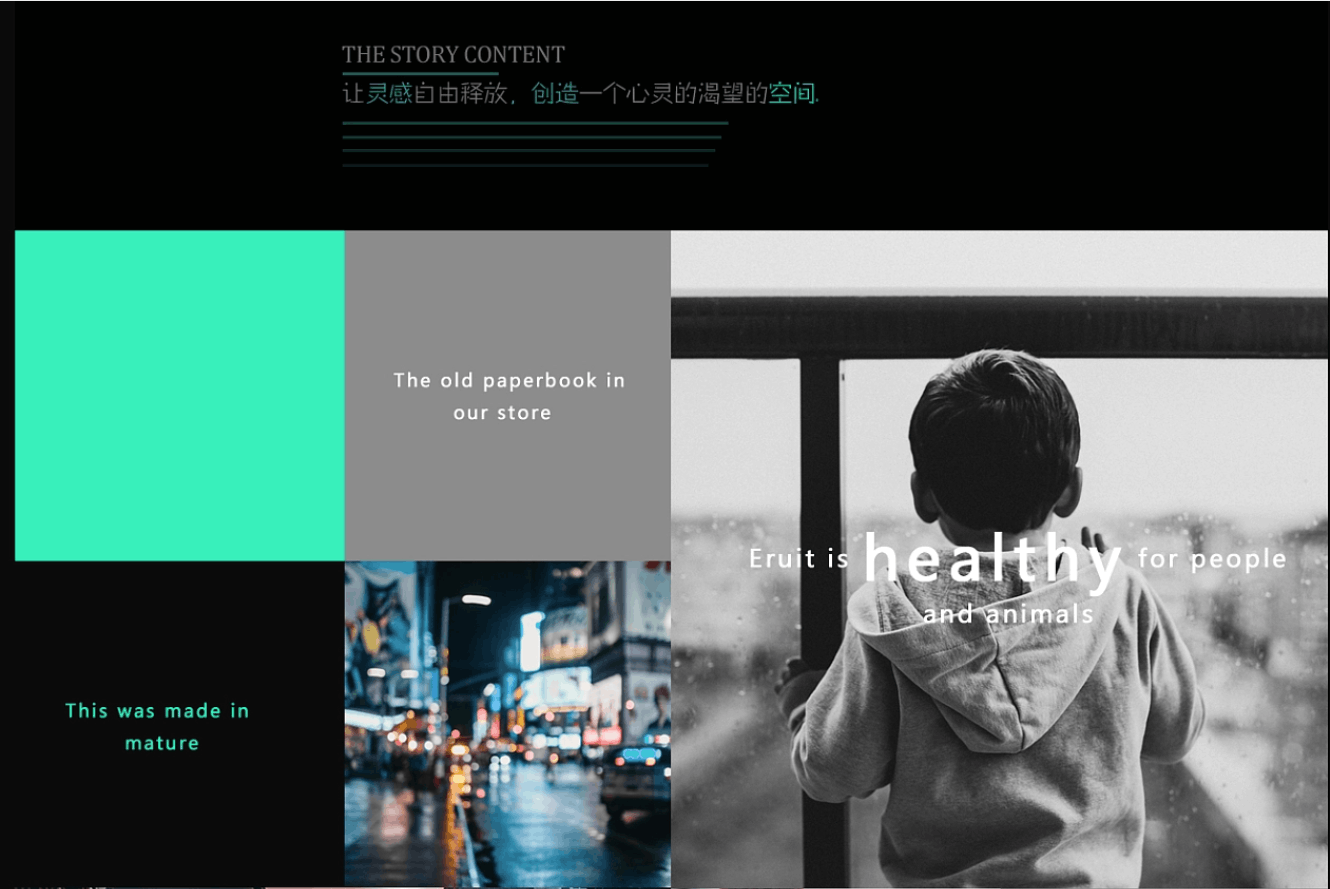 THE STORY CONTENT
让灵感自由释放，创造一个心灵的渴望的空间.
The old paperbook in
our store
Eruit is healthy for people
and animals
This was made in
mature